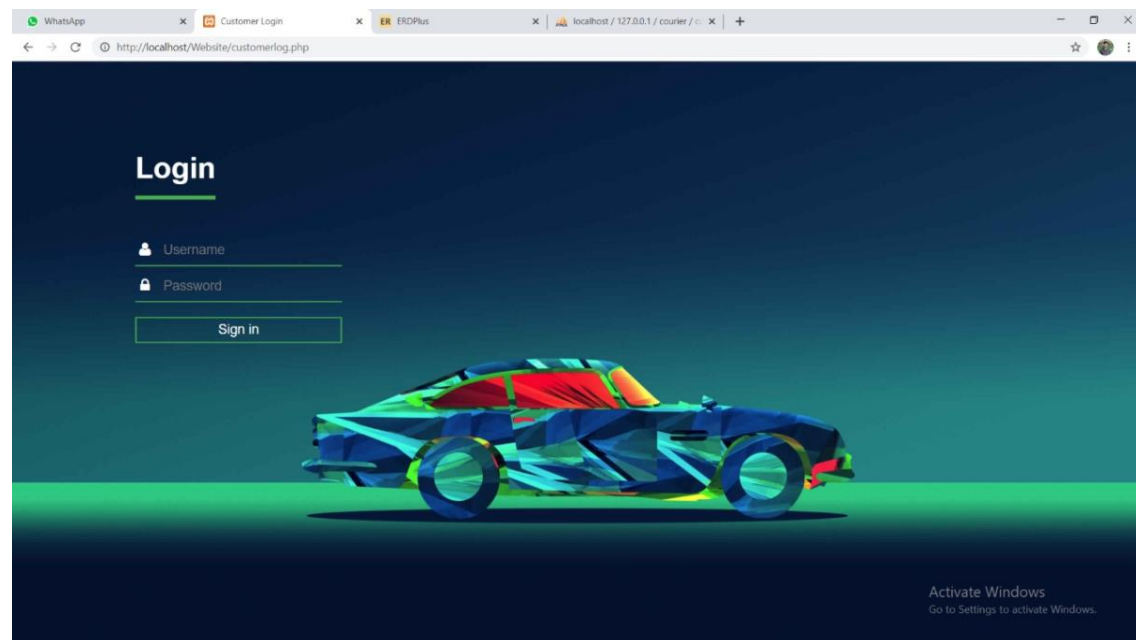 WhatsApp
Customer Login
ER ERDPlus
localhost / 127.0.0.1 / courier / c
http://localhost/Website/customerlog.php
Login
Username
Password
Sign in
Activate Windows
Go to Settings to activate Windows.